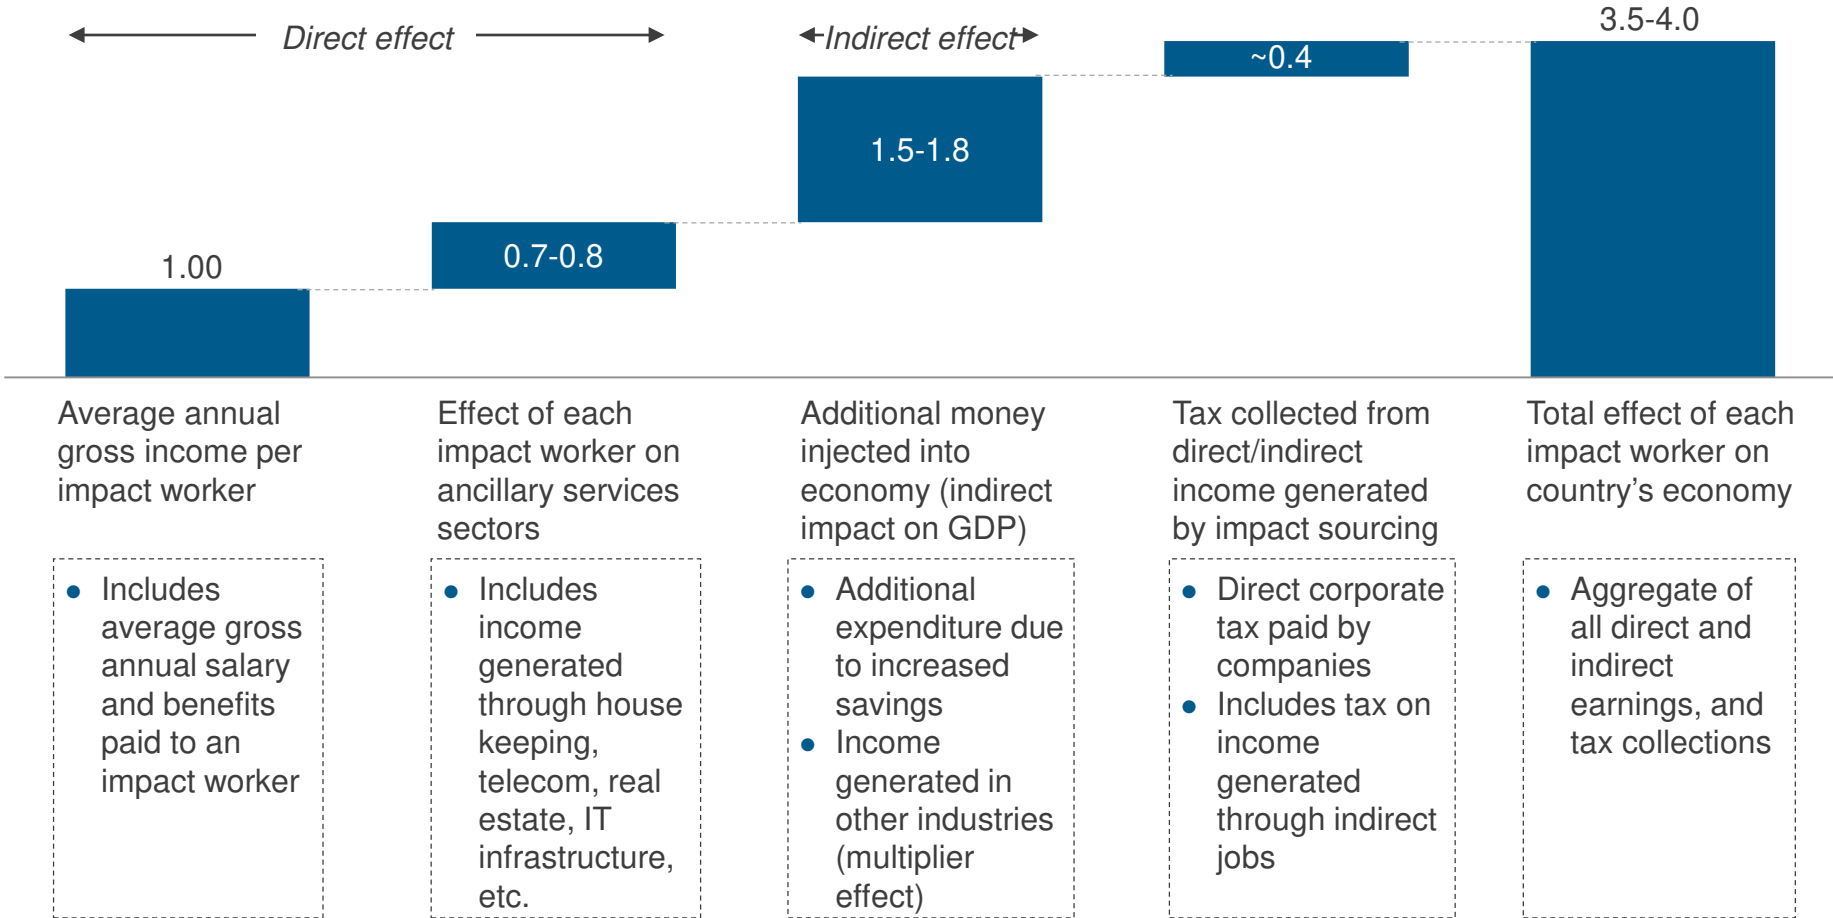 Direct effect
Indirect effect
3.5-4.0
~0.4
1.5-1.8
0.7-0.8
1.00
Average annual
gross income per
impact worker
Effect of each
impact worker on
ancillary services
sectors
Additional money
injected into
economy (indirect
impact on GDP)
Tax collected from
direct/indirect
income generated
by impact sourcing
Total effect of each
impact worker on
country’s economy
● Includes
average gross
annual salary
and benefits
paid to an
impact worker
● Includes
income
generated
through house
keeping,
telecom, real
estate, IT
infrastructure,
etc.
● Additional
expenditure due
to increased
savings
● Income
generated in
other industries
(multiplier
effect)
● Direct corporate
tax paid by
companies
● Includes tax on
income
generated
through indirect
jobs
● Aggregate of
all direct and
indirect
earnings, and
tax collections